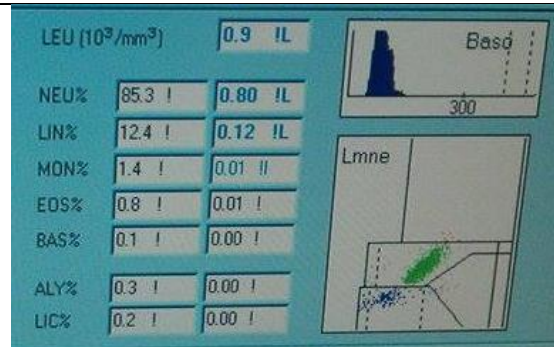 LEU (10³/mm³) 0.9 !L
NEU% 85.3 ! 0.80 !L
LIN% 12.4 ! 0.12 !L
MON% 1.4 ! 0.01 !!
EOS% 0.8 ! 0.01 !
BAS% 0.1 ! 0.00 !
ALY% 0.3 ! 0.00 !
LIC% 0.2 ! 0.00 !
Baso
300
Lmne